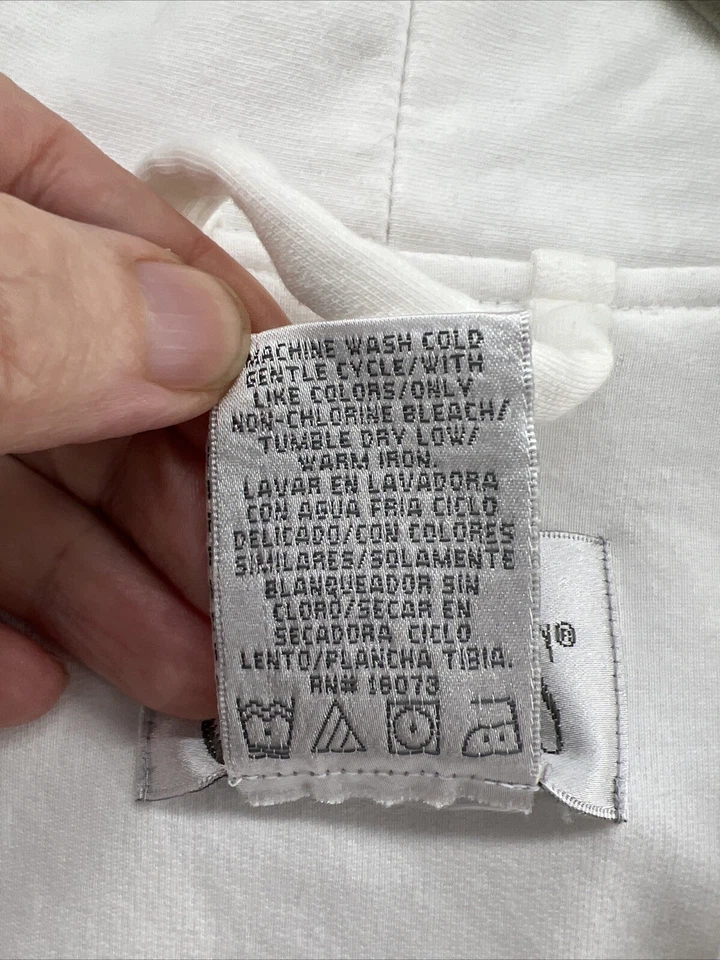 MACHINE WASH COLD
GENTLE CYCLE/WITH
LIKE COLORS/ONLY
NON-CHLORINE BLEACH/
TUMBLE DRY LOW/
WARM IRON.
LAVAR EN LAVADORA
CON AGUA FRIA CICLO
DELICADO/CON COLORES
SIMILARES/SOLAMENTE
BLANQUEADOR SIN
CLORO/SECAR EN
SECADORA CICLO
LENTO/PLANCHA TIBIA.
RN# 16073